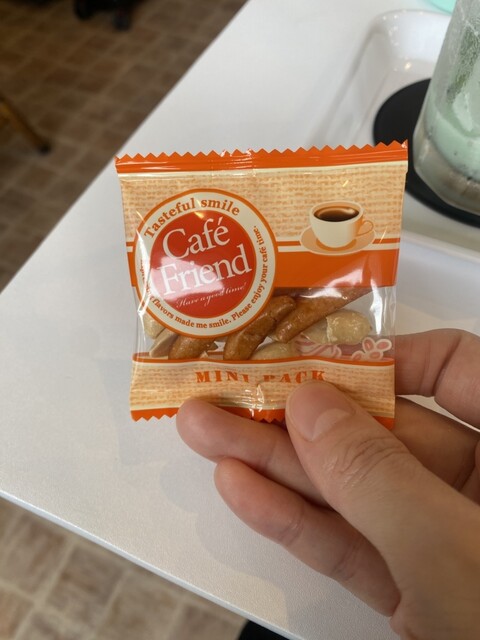 Tasteful smile
Café
Friend
Have a good time!
flavors made me smile. Please enjoy your café time.
MINI PACK